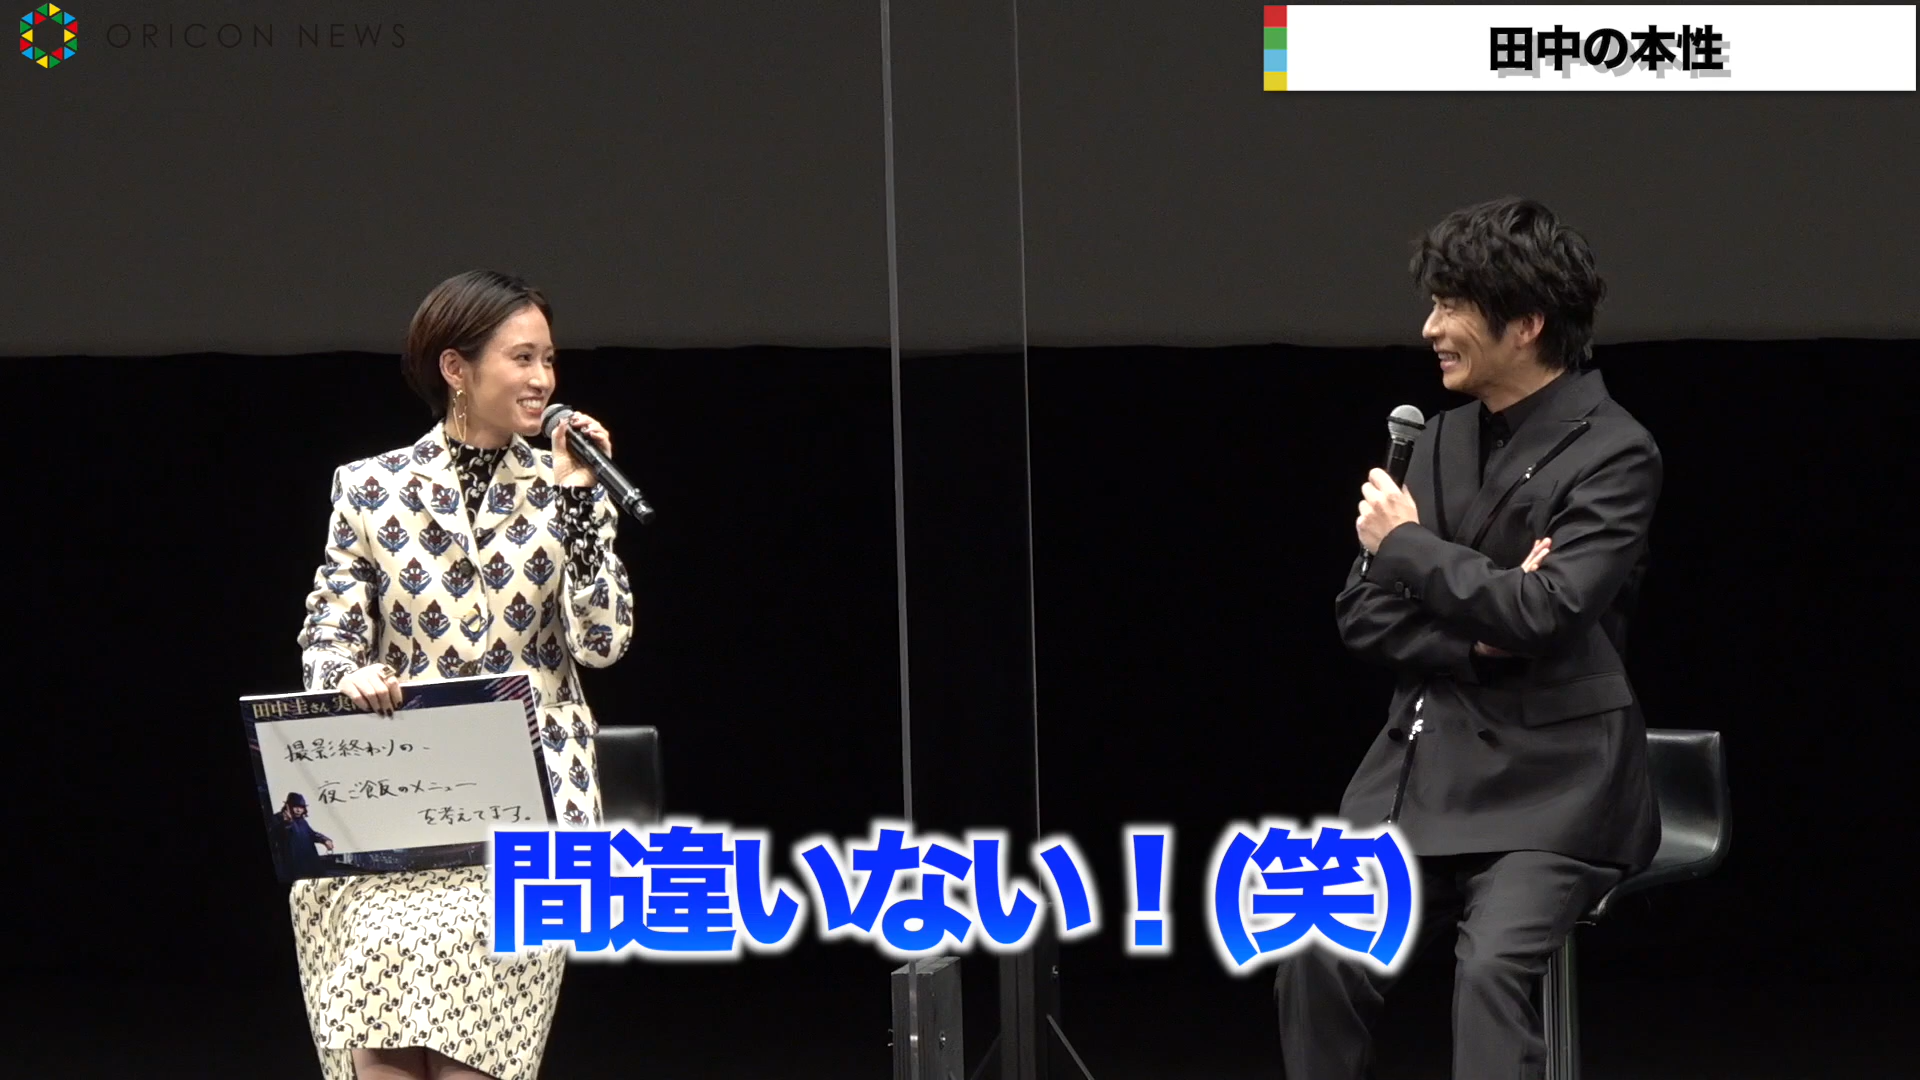 ORICON NEWS
田中の本性
田中圭さん 実は
撮影終わりの、
夜ご飯のメニュー
を考えてます。
間違いない!(笑)